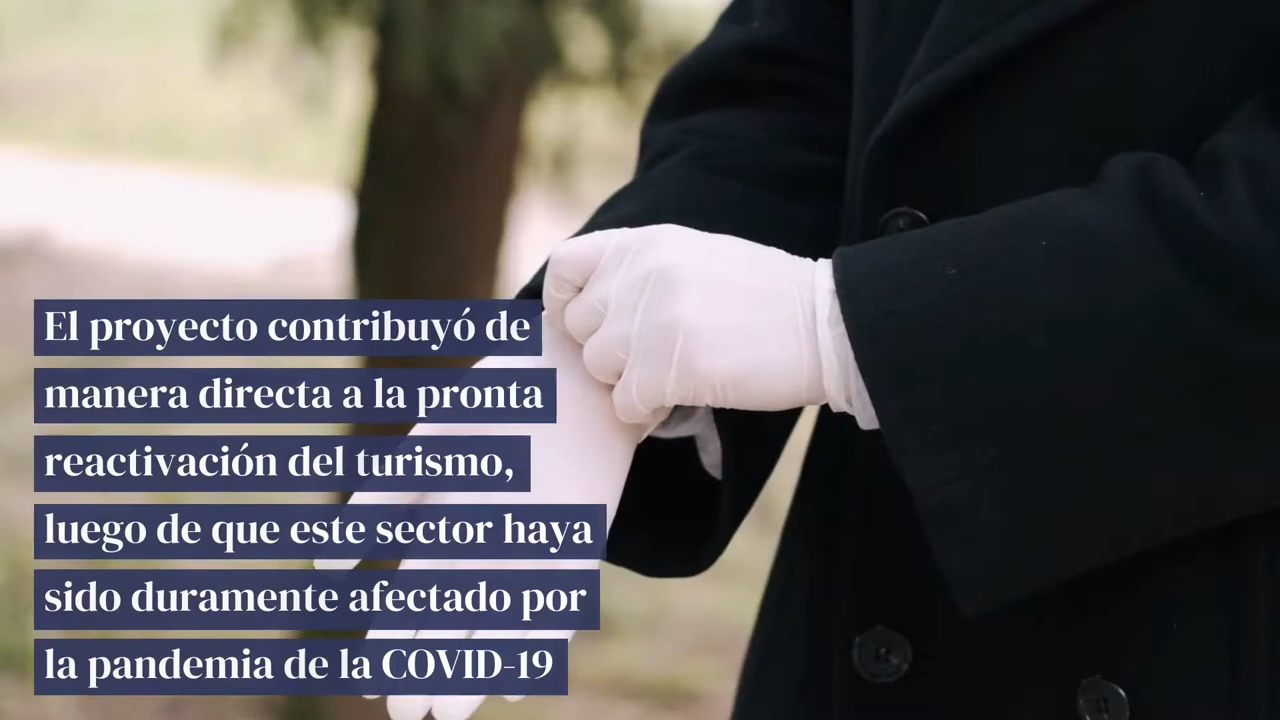 El proyecto contribuyó de
manera directa a la pronta
reactivación del turismo,
luego de que este sector haya
sido duramente afectado por
la pandemia de la COVID-19